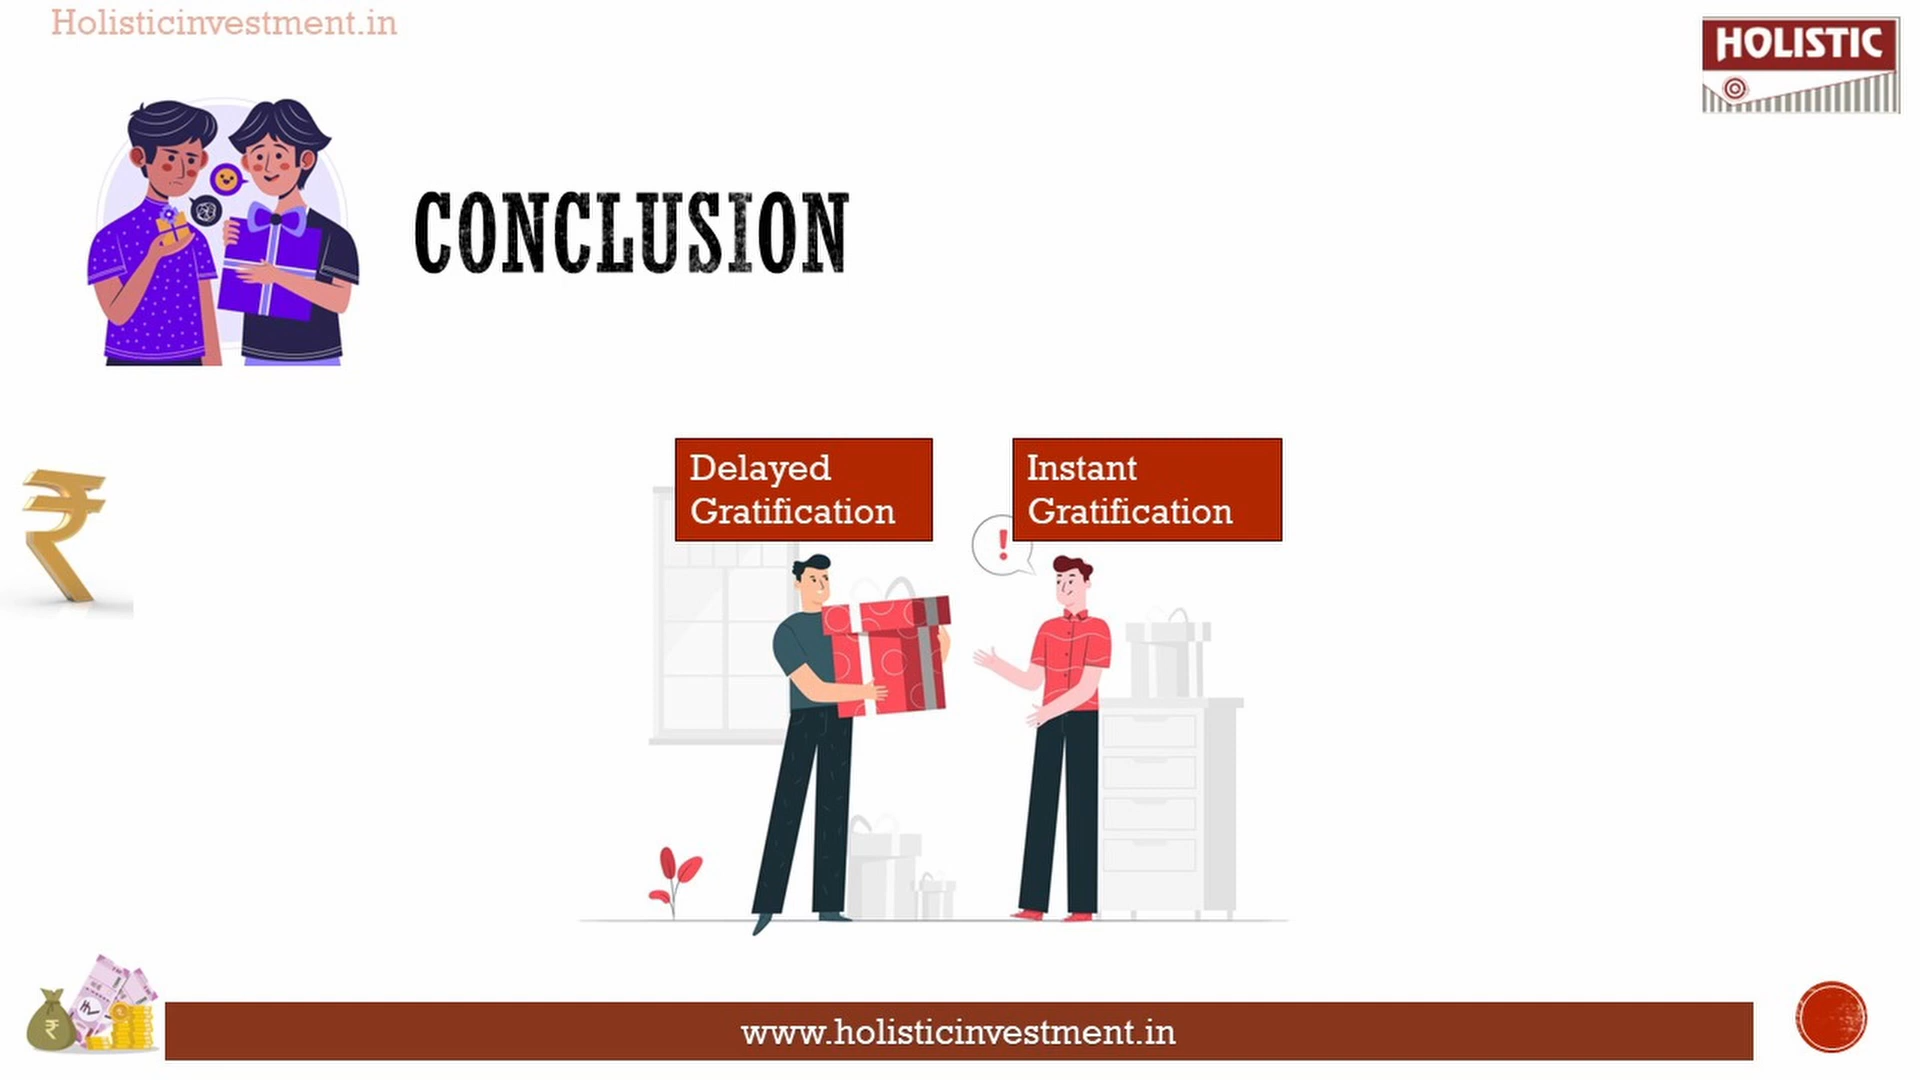 Holisticinvestment.in
HOLISTIC
CONCLUSION
Delayed
Gratification
Instant
Gratification
!
www.holisticinvestment.in